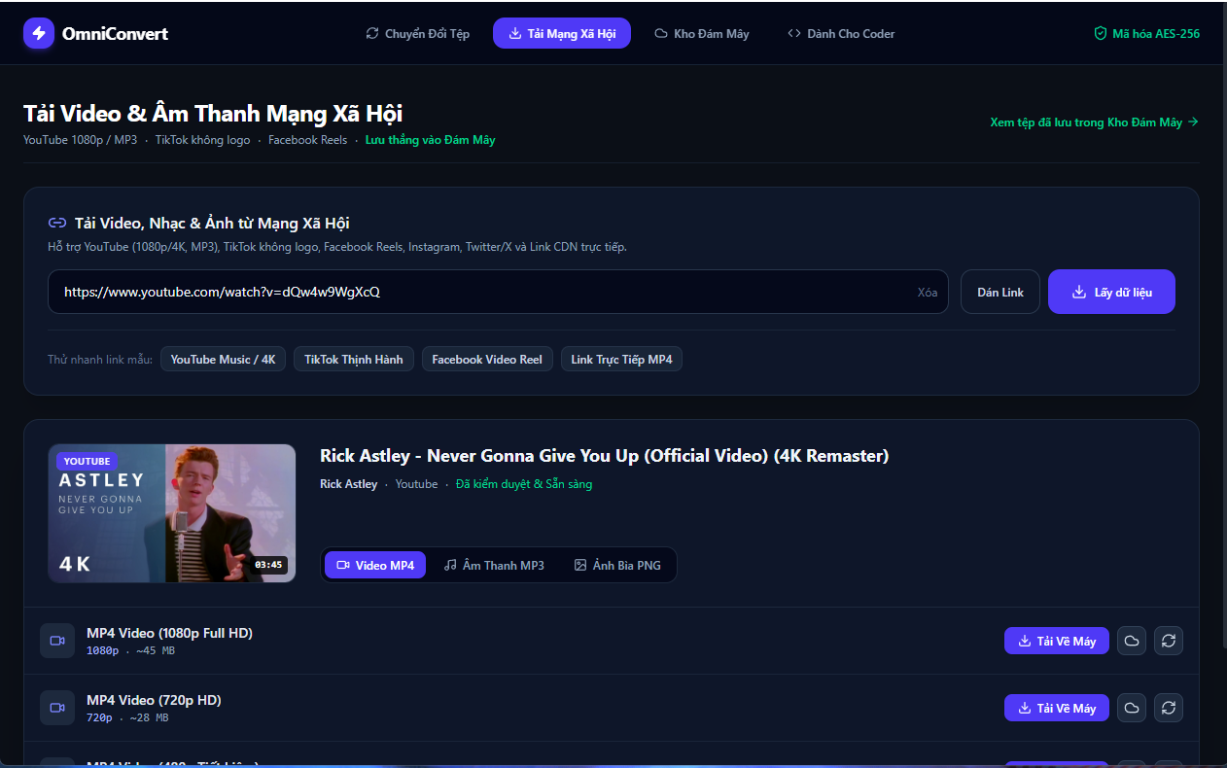 OmniConvert
Chuyển Đổi Tệp
Tải Mạng Xã Hội
Kho Đám Mây
Dành Cho Coder
Mã hóa AES-256
Tải Video & Âm Thanh Mạng Xã Hội
YouTube 1080p / MP3 · TikTok không logo · Facebook Reels · Lưu thẳng vào Đám Mây
Xem tệp đã lưu trong Kho Đám Mây →
Tải Video, Nhạc & Ảnh từ Mạng Xã Hội
Hỗ trợ YouTube (1080p/4K, MP3), TikTok không logo, Facebook Reels, Instagram, Twitter/X và Link CDN trực tiếp.
https://www.youtube.com/watch?v=dQw4w9WgXcQ
Xóa
Dán Link
Lấy dữ liệu
Thử nhanh link mẫu:
YouTube Music / 4K
TikTok Thịnh Hành
Facebook Video Reel
Link Trực Tiếp MP4
YOUTUBE
ASTLEY
NEVER GONNA
GIVE YOU UP
4K
03:45
Rick Astley - Never Gonna Give You Up (Official Video) (4K Remaster)
Rick Astley · Youtube · Đã kiểm duyệt & Sẵn sàng
Video MP4
Âm Thanh MP3
Ảnh Bìa PNG
MP4 Video (1080p Full HD)
1080p · ~45 MB
Tải Về Máy
MP4 Video (720p HD)
720p · ~28 MB
Tải Về Máy